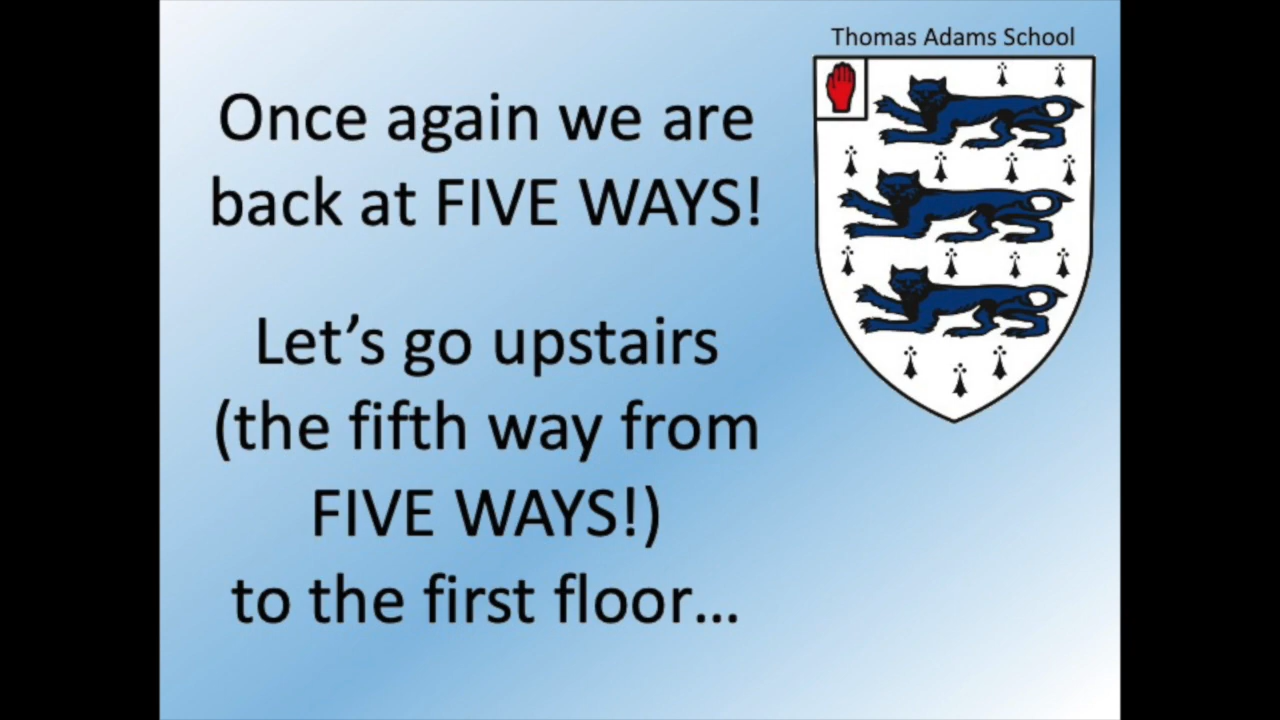 Thomas Adams School
Once again we are
back at FIVE WAYS!
Let’s go upstairs
(the fifth way from
FIVE WAYS!)
to the first floor…